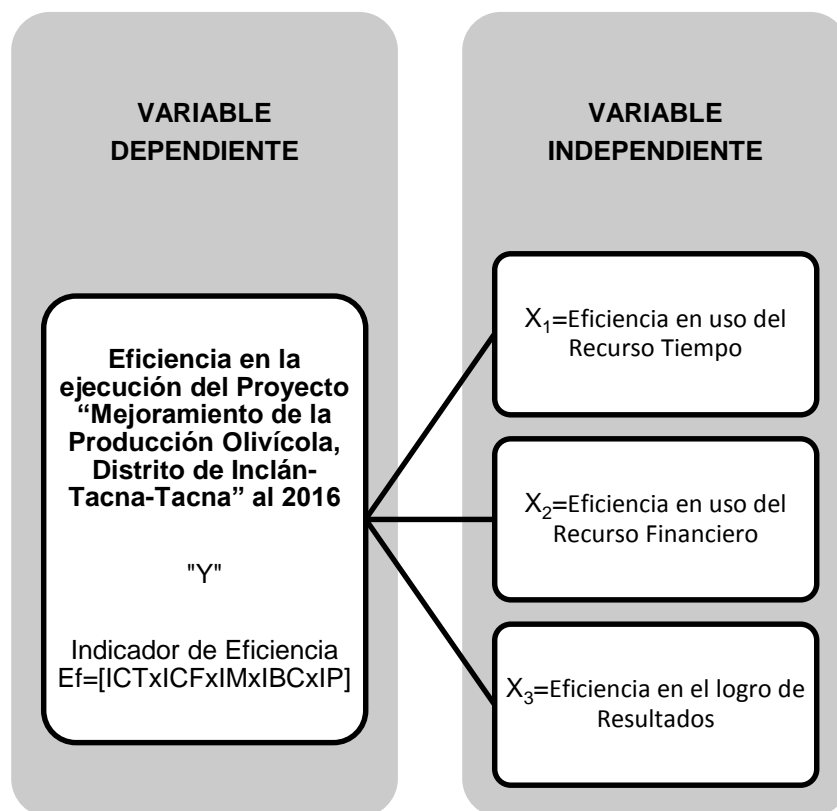 VARIABLE
DEPENDIENTE
Eficiencia en la
ejecución del Proyecto
“Mejoramiento de la
Producción Olivícola,
Distrito de Inclán-
Tacna-Tacna” al 2016
"Y"
Indicador de Eficiencia
Ef=[ICTxICFxIMxIBCxIP]
VARIABLE
INDEPENDIENTE
X₁=Eficiencia en uso del
Recurso Tiempo
X₂=Eficiencia en uso del
Recurso Financiero
X₃=Eficiencia en el logro de
Resultados